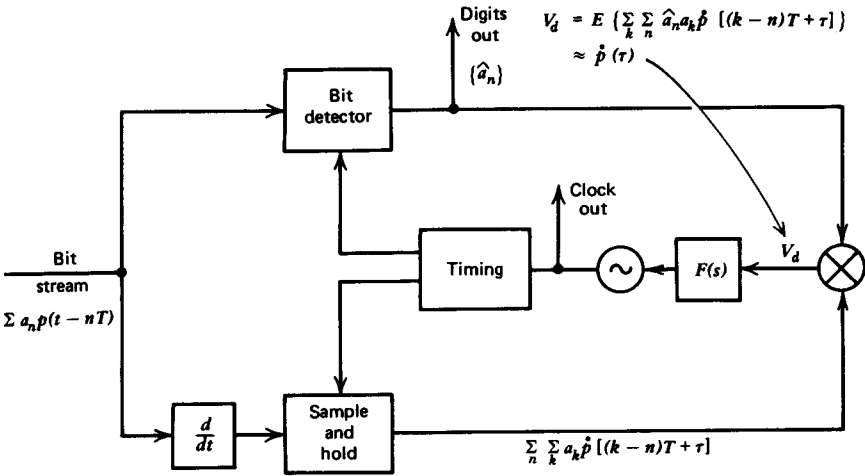 Digits
out
{â_n}
V_d = E {Σ_k Σ_n â_n a_k ṗ [(k − n)T + τ]}
≈ ṗ (τ)
Bit
detector
Clock
out
Bit
stream
Σ a_n p(t − nT)
Timing
~
F(s)
V_d
d
dt
Sample
and
hold
Σ_n Σ_k a_k ṗ [(k − n)T + τ]